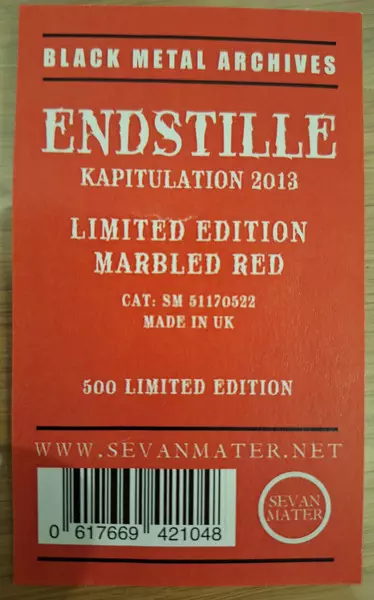 BLACK METAL ARCHIVES
ENDSTILLE
KAPITULATION 2013
LIMITED EDITION
MARBLED RED
CAT: SM 51170522
MADE IN UK
500 LIMITED EDITION
WWW.SEVANMATER.NET
SEVAN
MATER
0 617669 421048